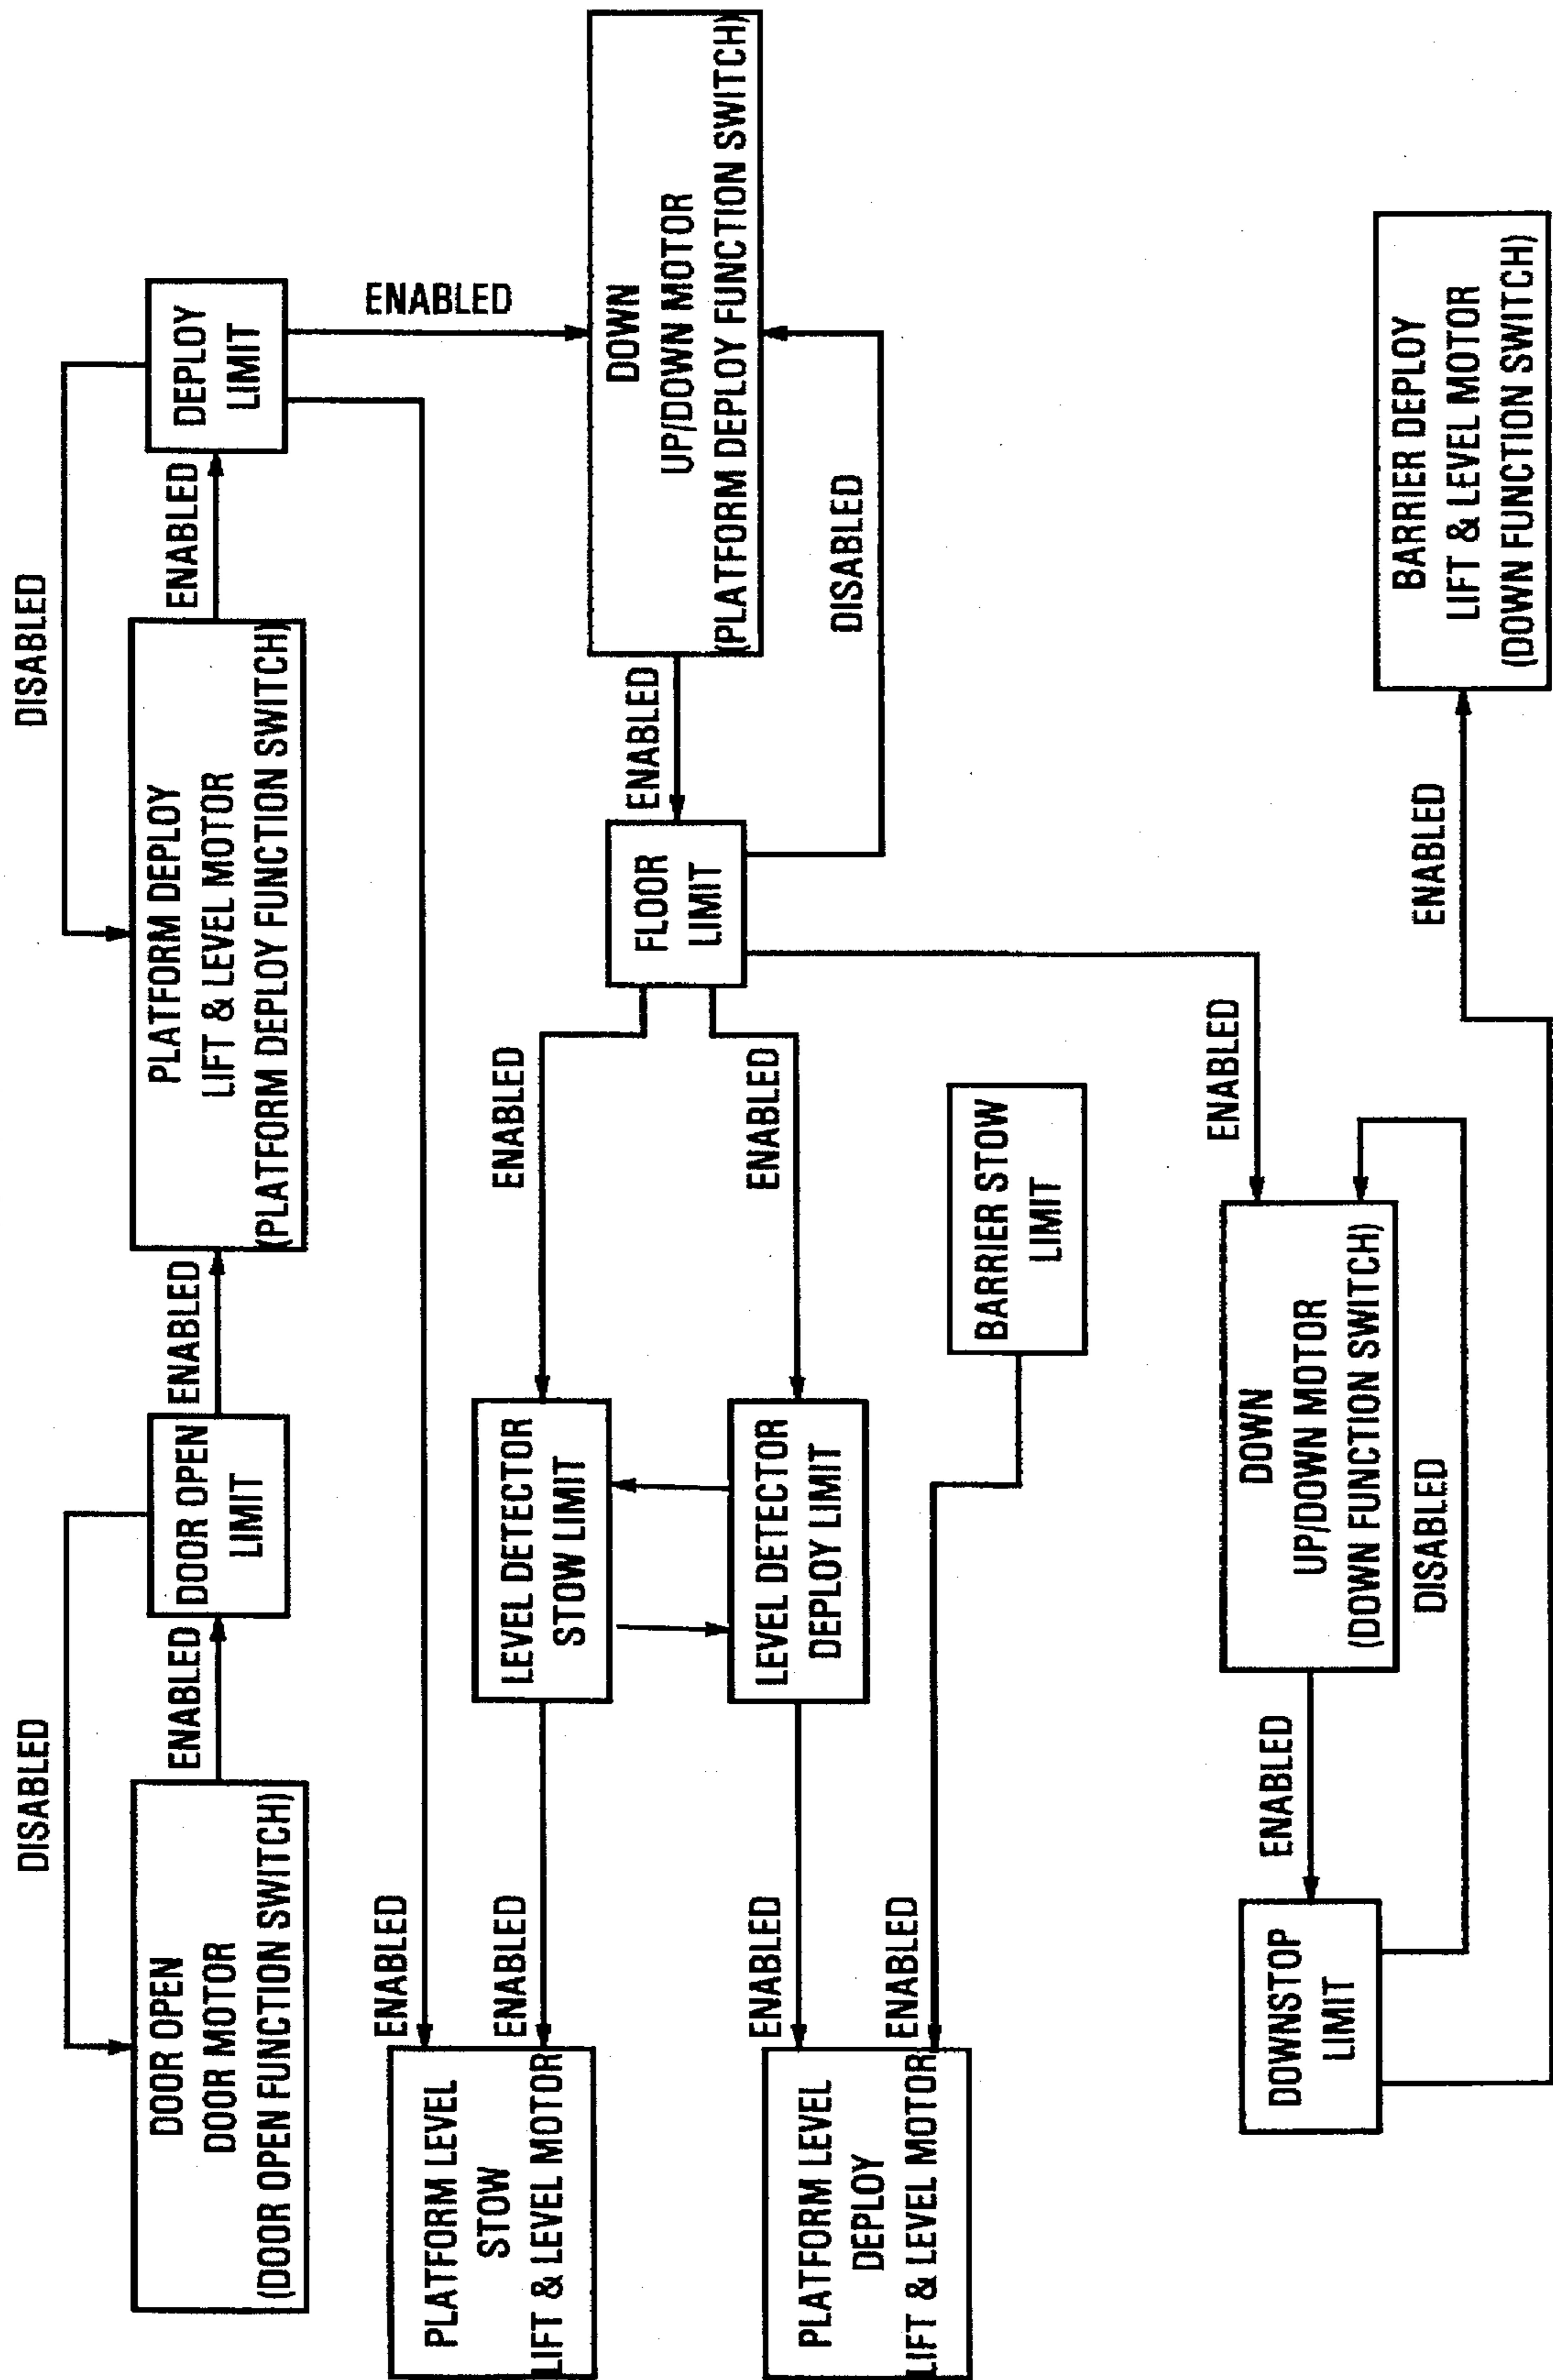 DISABLED
DISABLED
DOOR OPEN
DOOR MOTOR
(DOOR OPEN FUNCTION SWITCH)
ENABLED
DOOR OPEN
LIMIT
ENABLED
PLATFORM DEPLOY
LIFT & LEVEL MOTOR
(PLATFORM DEPLOY FUNCTION SWITCH)
ENABLED
DEPLOY
LIMIT
ENABLED
ENABLED
PLATFORM LEVEL
STOW
LIFT & LEVEL MOTOR
ENABLED
LEVEL DETECTOR
STOW LIMIT
ENABLED
FLOOR
LIMIT
ENABLED
DOWN
UP/DOWN MOTOR
(PLATFORM DEPLOY FUNCTION SWITCH)
PLATFORM LEVEL
DEPLOY
LIFT & LEVEL MOTOR
ENABLED
LEVEL DETECTOR
DEPLOY LIMIT
ENABLED
DISABLED
ENABLED
BARRIER STOW
LIMIT
DOWNSTOP
LIMIT
ENABLED
DOWN
UP/DOWN MOTOR
(DOWN FUNCTION SWITCH)
ENABLED
DISABLED
ENABLED
BARRIER DEPLOY
LIFT & LEVEL MOTOR
(DOWN FUNCTION SWITCH)